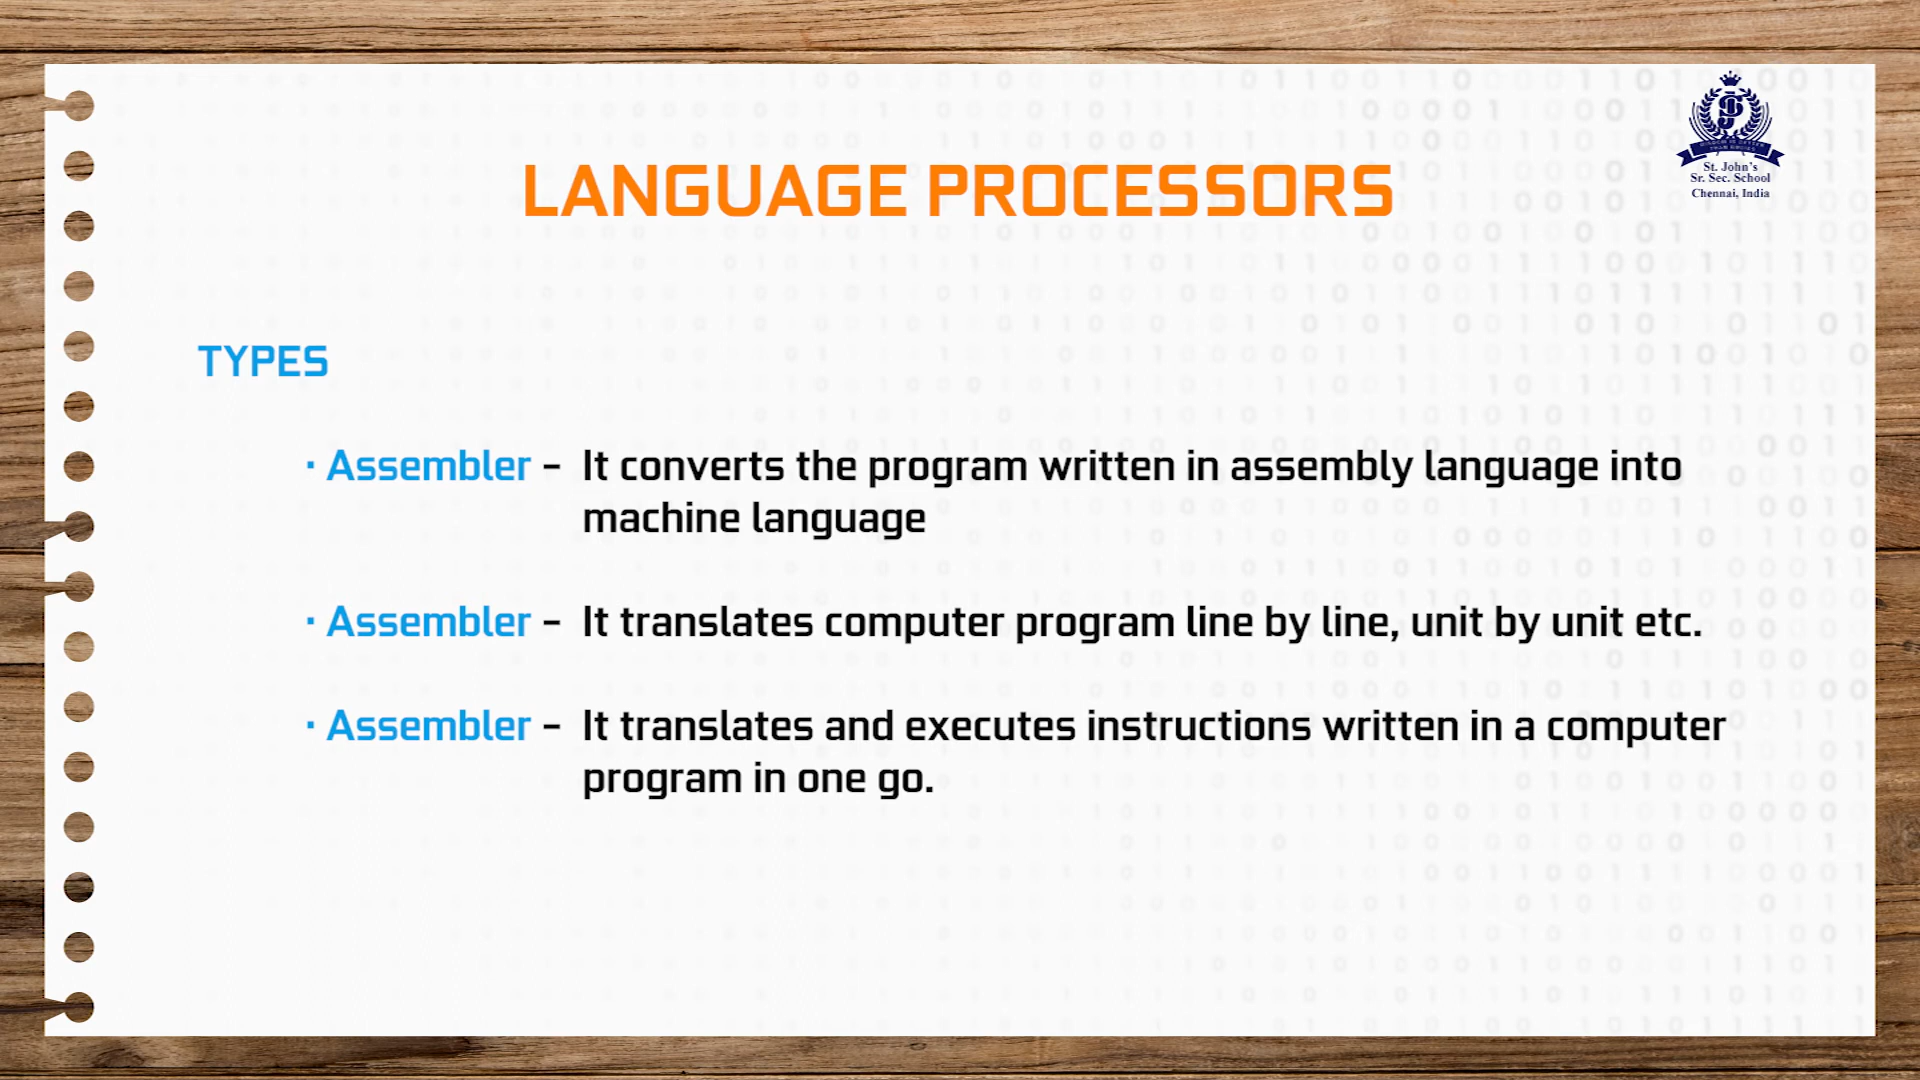 St. John's
Sr. Sec. School
Chennai, India
LANGUAGE PROCESSORS
TYPES
· Assembler – It converts the program written in assembly language into
machine language
· Assembler – It translates computer program line by line, unit by unit etc.
· Assembler – It translates and executes instructions written in a computer
program in one go.